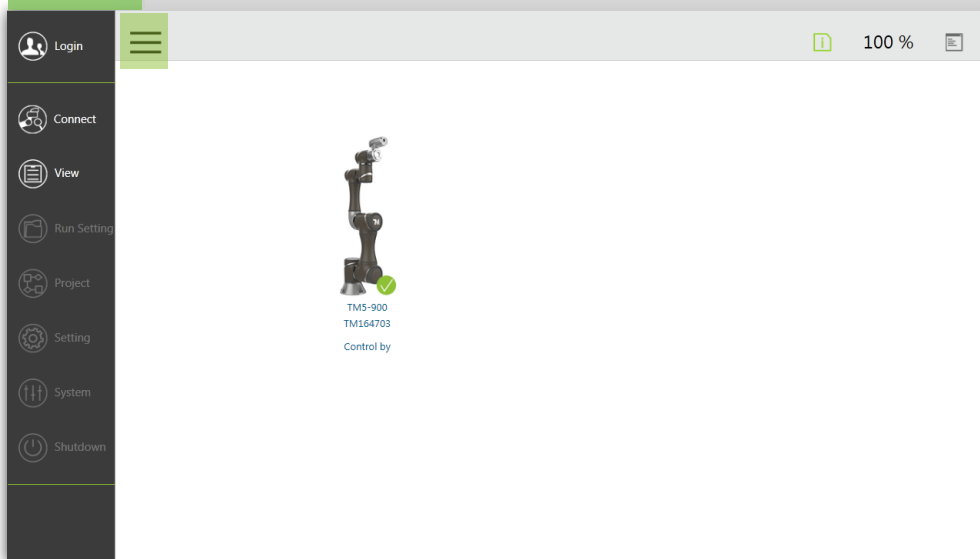 Login
100 %
Connect
View
Run Setting
Project
Setting
System
Shutdown
TM5-900
TM164703
Control by